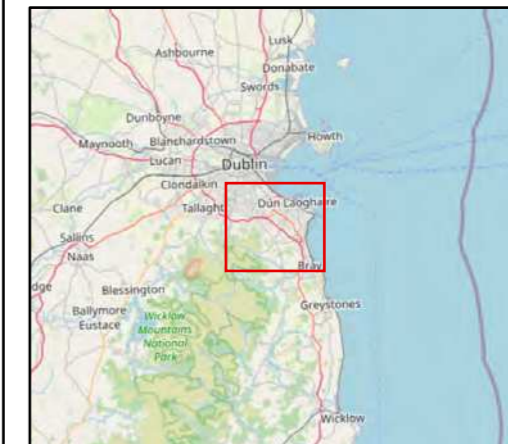 Lusk
Ashbourne
Donabate
Swords
Dunboyne
Howth
Maynooth
Blanchardstown
Lucan
Dublin
Clondalkin
Clane
Tallaght
Dún Laoghaire
Sallins
Naas
dge
Bray
Blessington
Greystones
Ballymore
Eustace
Wicklow
Mountains
National
Park
Wicklow